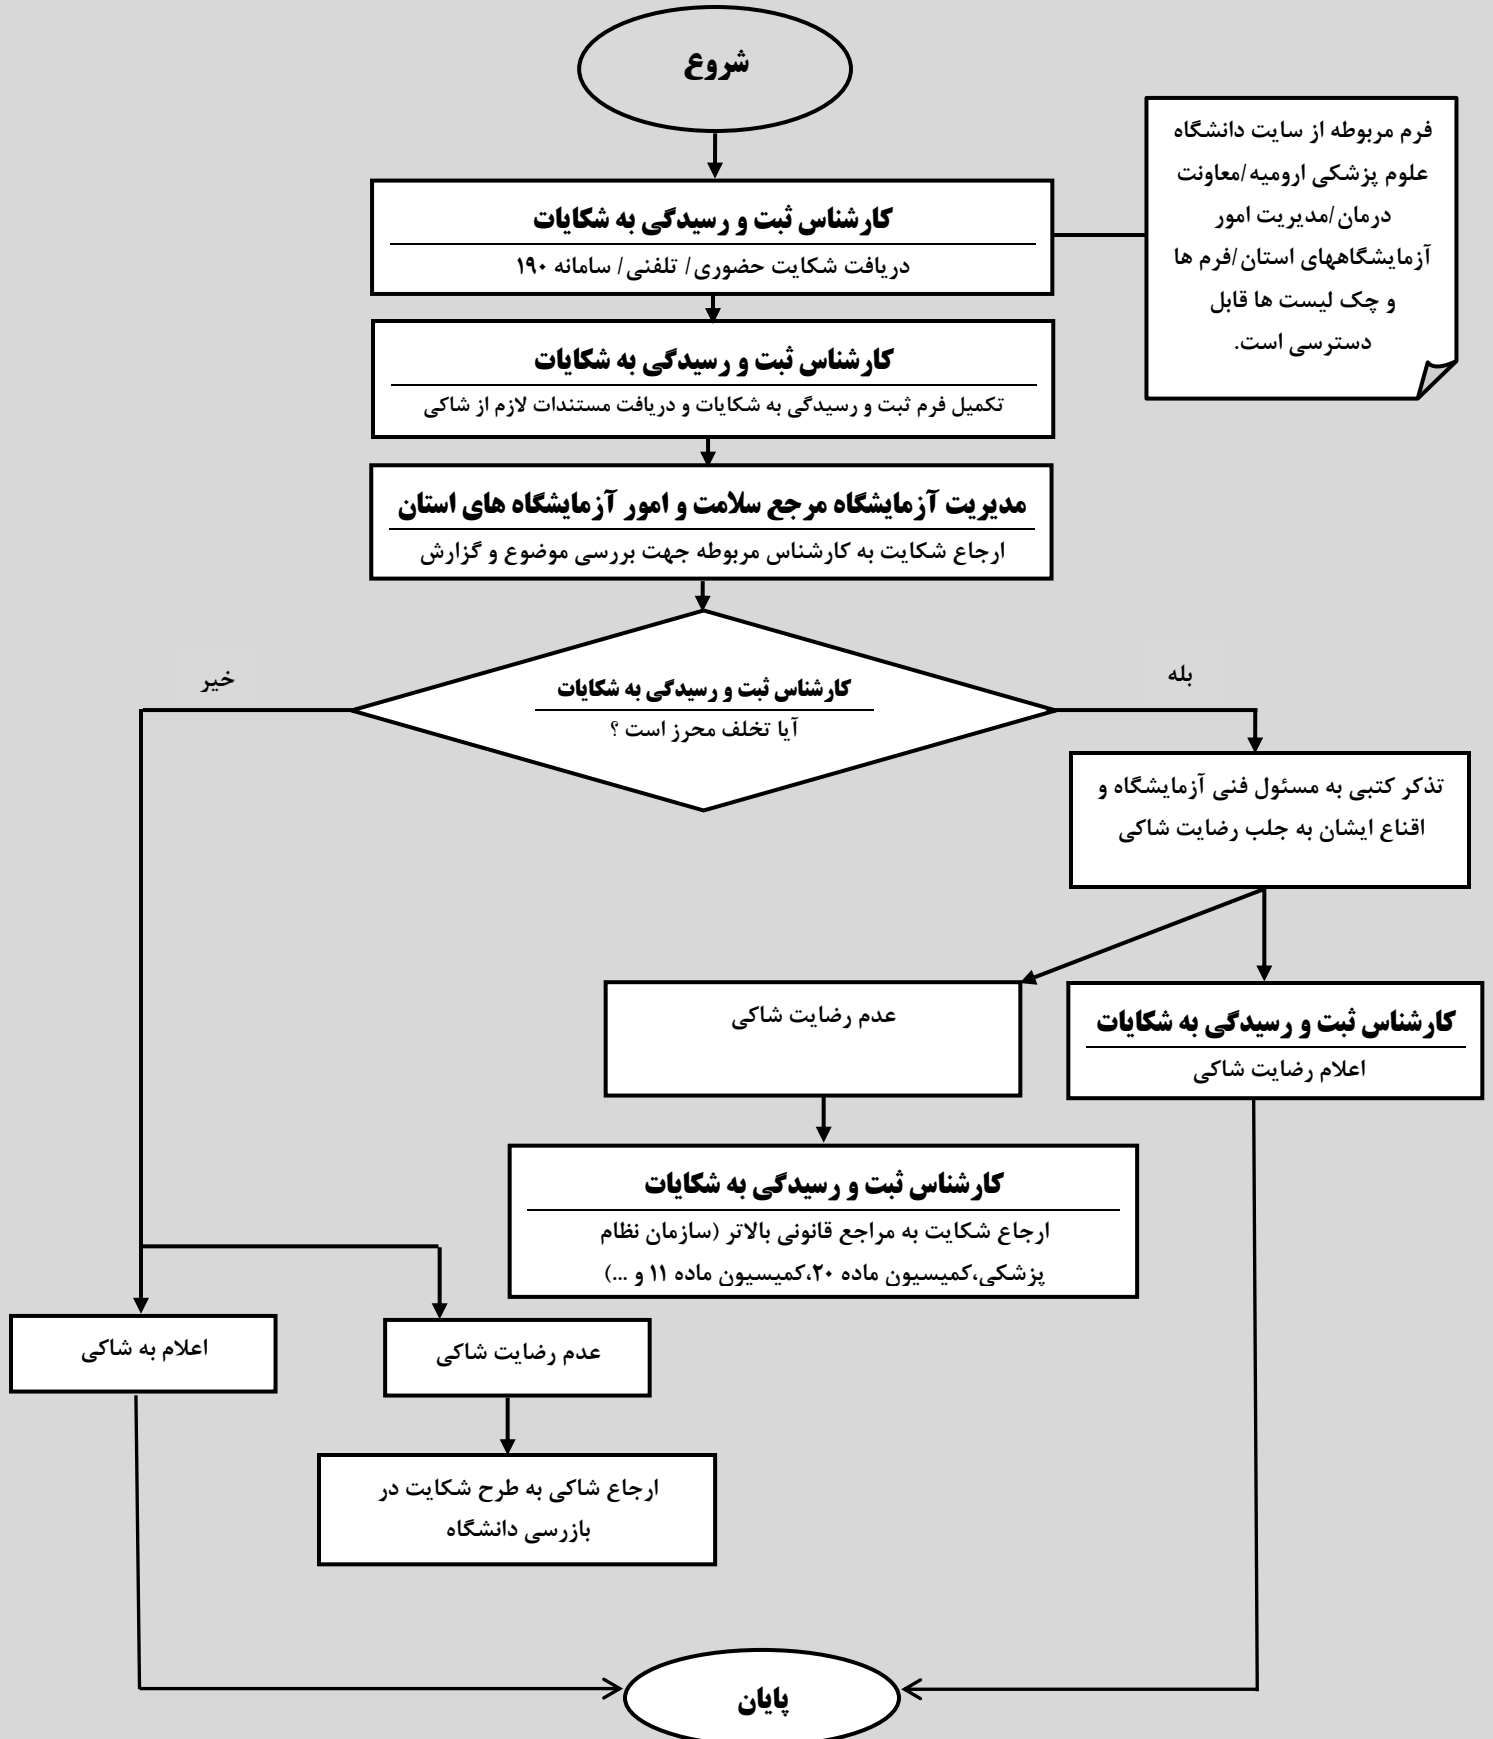 شروع
فرم مربوطه از سایت دانشگاه
علوم پزشکی ارومیه/معاونت
درمان/مدیریت امور
آزمایشگاههای استان/فرم ها
و چک لیست ها قابل
دسترسی است.
کارشناس ثبت و رسیدگی به شکایات
دریافت شکایت حضوری/ تلفنی/ سامانه ۱۹۰
کارشناس ثبت و رسیدگی به شکایات
تکمیل فرم ثبت و رسیدگی به شکایات و دریافت مستندات لازم از شاکی
مدیریت آزمایشگاه مرجع سلامت و امور آزمایشگاه های استان
ارجاع شکایت به کارشناس مربوطه جهت بررسی موضوع و گزارش
بله
خیر
کارشناس ثبت و رسیدگی به شکایات
آیا تخلف محرز است ؟
تذکر کتبی به مسئول فنی آزمایشگاه و
اقناع ایشان به جلب رضایت شاکی
کارشناس ثبت و رسیدگی به شکایات
اعلام رضایت شاکی
عدم رضایت شاکی
کارشناس ثبت و رسیدگی به شکایات
ارجاع شکایت به مراجع قانونی بالاتر (سازمان نظام
پزشکی،کمیسیون ماده ۲۰،کمیسیون ماده ۱۱ و ...)
عدم رضایت شاکی
اعلام به شاکی
ارجاع شاکی به طرح شکایت در
بازرسی دانشگاه
پایان